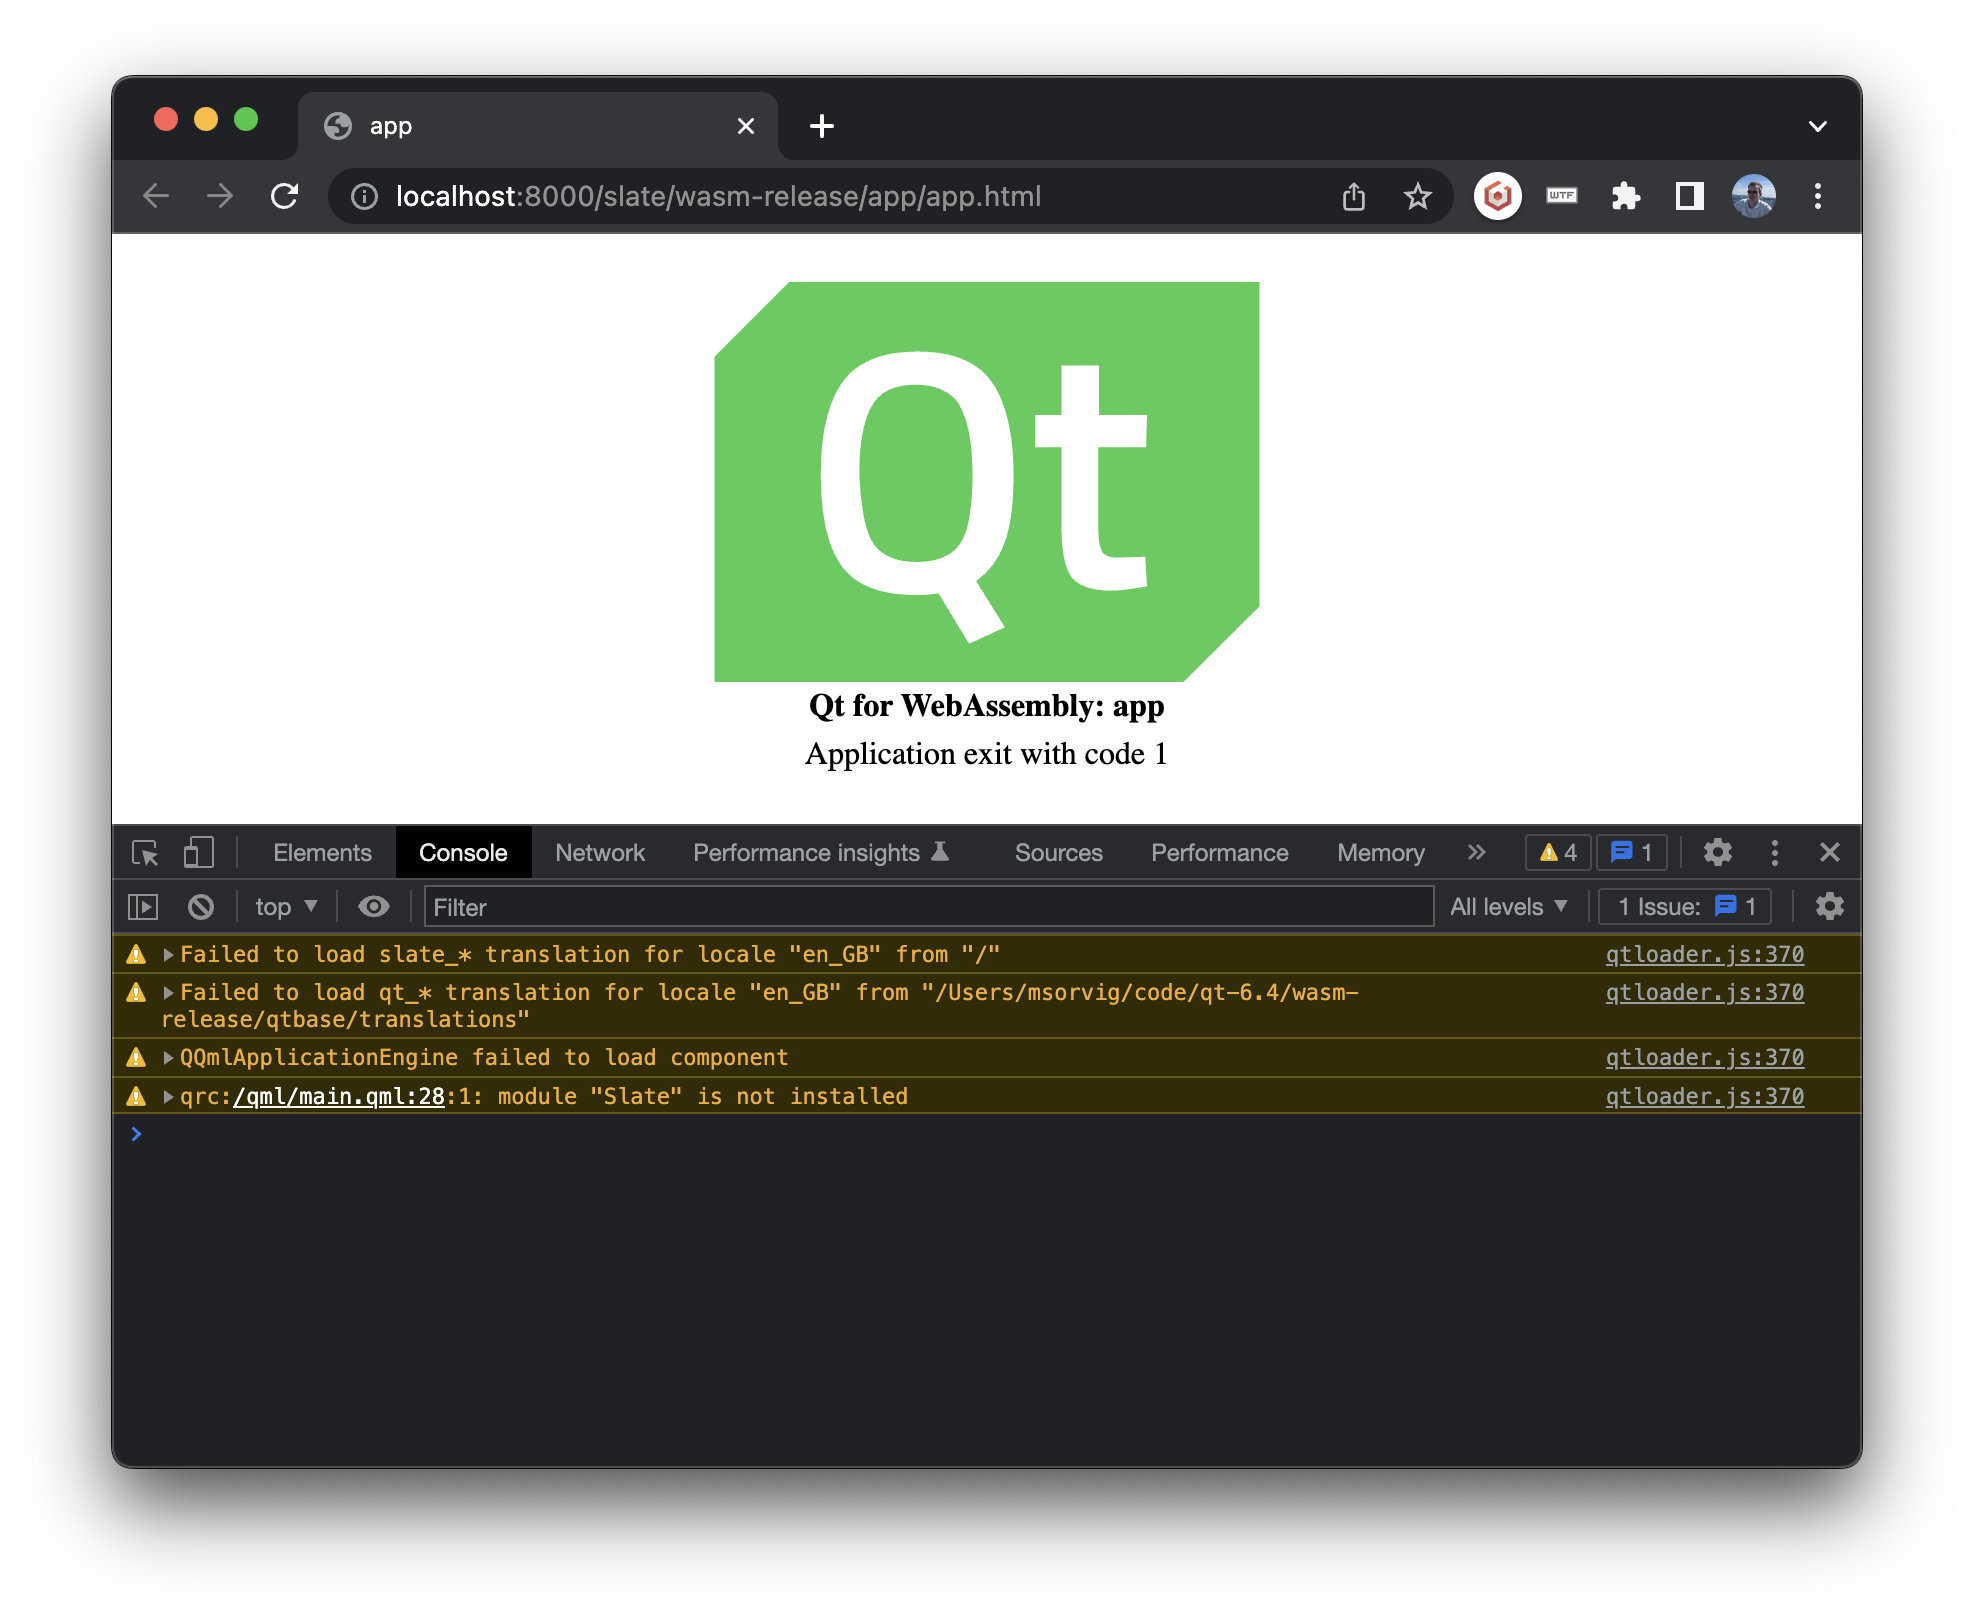 app
localhost:8000/slate/wasm-release/app/app.html
WTF
Qt
Qt for WebAssembly: app
Application exit with code 1
Elements Console Network Performance insights Sources Performance Memory 4 1
top Filter All levels 1 Issue: 1
Failed to load slate_* translation for locale "en_GB" from "/" qtloader.js:370
Failed to load qt_* translation for locale "en_GB" from "/Users/msorvig/code/qt-6.4/wasm- qtloader.js:370
release/qtbase/translations"
QQmlApplicationEngine failed to load component qtloader.js:370
qrc:/qml/main.qml:28:1: module "Slate" is not installed qtloader.js:370